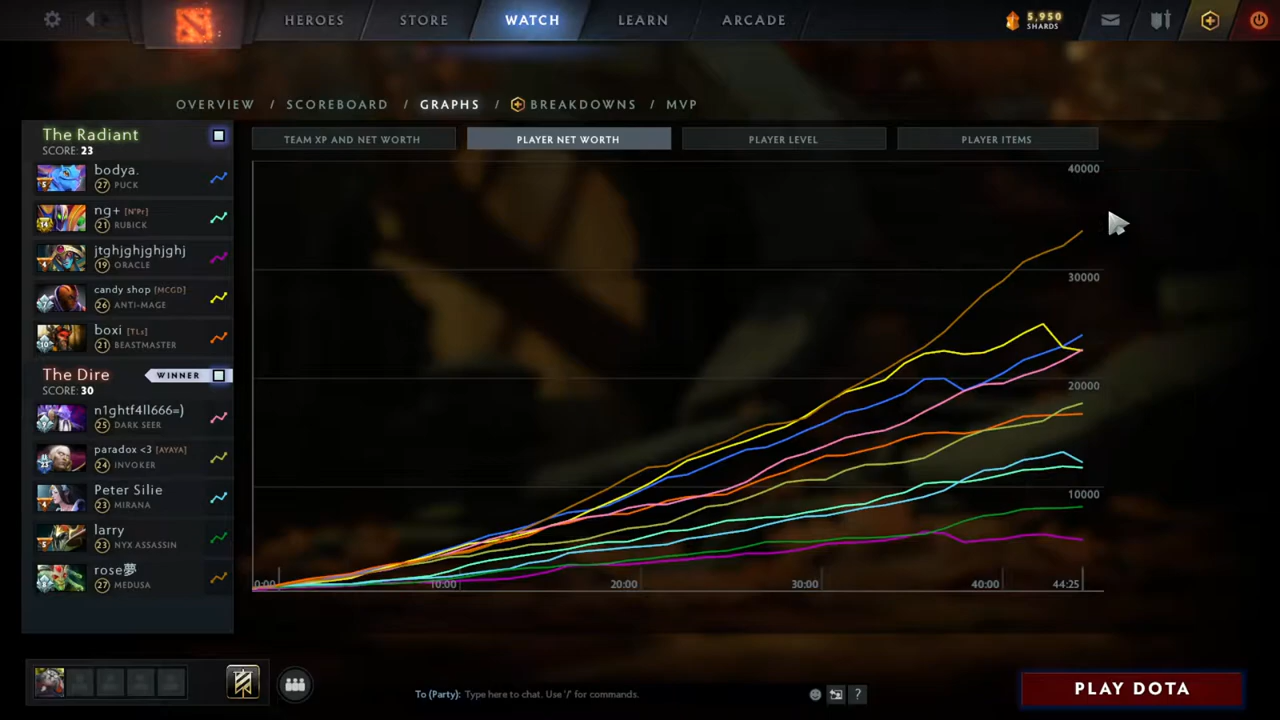 HEROES
STORE
WATCH
LEARN
ARCADE
5,950
SHARDS
OVERVIEW / SCOREBOARD / GRAPHS / BREAKDOWNS / MVP
The Radiant
SCORE: 23
bodya.
27 PUCK
ng+ [N'Pr]
21 RUBICK
jtghjghjghjghj
19 ORACLE
candy shop [MCGD]
26 ANTI-MAGE
boxi [TLs]
21 BEASTMASTER
The Dire
WINNER
SCORE: 30
n1ghtf4ll666=)
25 DARK SEER
paradox <3 [AYAYA]
24 INVOKER
Peter Silie
23 MIRANA
larry
23 NYX ASSASSIN
rose夢
27 MEDUSA
TEAM XP AND NET WORTH
PLAYER NET WORTH
PLAYER LEVEL
PLAYER ITEMS
40000
30000
20000
10000
0:00
10:00
20:00
30:00
40:00
44:25
To (Party): Type here to chat. Use '/' for commands.
?
PLAY DOTA